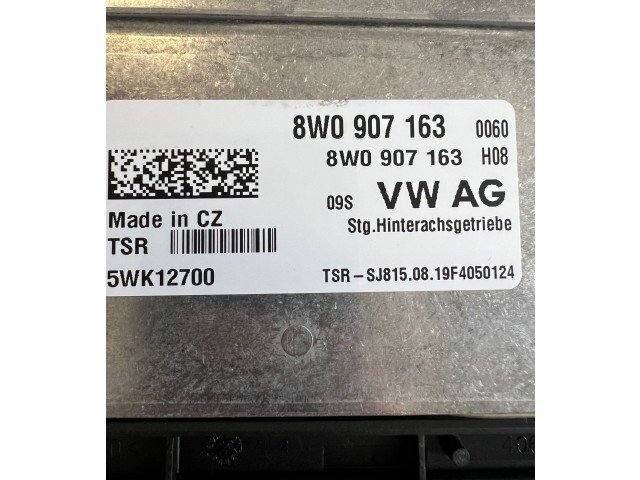 8W0 907 163 0060
8W0 907 163 H08
09S VW AG
Stg.Hinterachsgetriebe
Made in CZ
TSR
5WK12700
TSR-SJ815.08.19F4050124